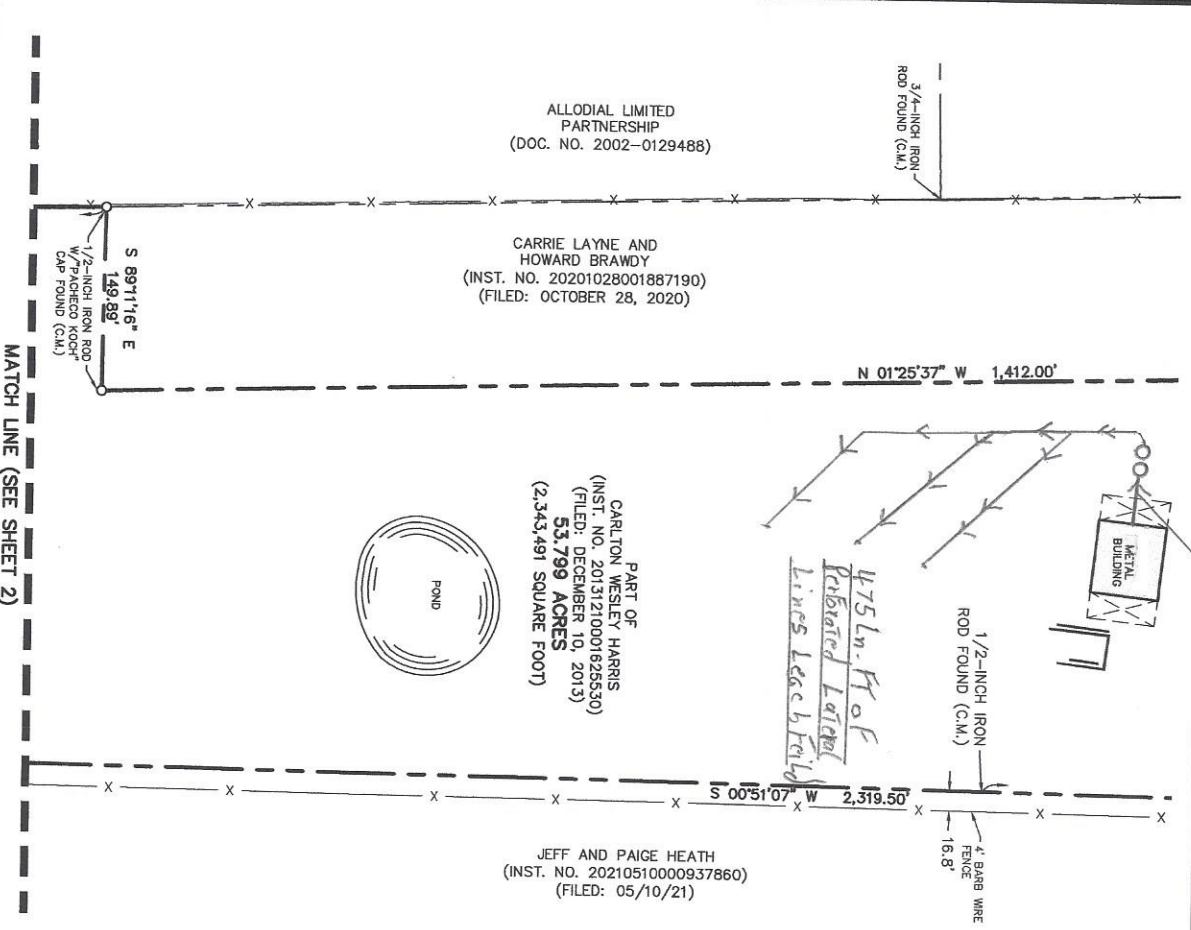 ALLODIAL LIMITED
PARTNERSHIP
(DOC. NO. 2002-0129488)
3/4-INCH IRON
ROD FOUND (C.M.)
CARRIE LAYNE AND
HOWARD BRAWDY
(INST. NO. 20201028001887190)
(FILED: OCTOBER 28, 2020)
S 89°11'16" E
149.89'
1/2-INCH IRON ROD
W/"PACHECO KOCH"
CAP FOUND (C.M.)
N 01°25'37" W 1,412.00'
METAL
BUILDING
475 Ln. FT oF
Perforated Lateral
Lines Leach Feild
1/2-INCH IRON
ROD FOUND (C.M.)
PART OF
CARLTON WESLEY HARRIS
(INST. NO. 20131210001625530)
(FILED: DECEMBER 10, 2013)
53.799 ACRES
(2,343,491 SQUARE FOOT)
POND
S 00°51'07" W 2,319.50'
4' BARB WIRE
FENCE
16.8'
JEFF AND PAIGE HEATH
(INST. NO. 20210510000937860)
(FILED: 05/10/21)
MATCH LINE (SEE SHEET 2)